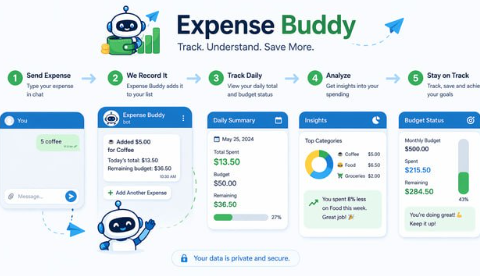 Expense Buddy
Track. Understand. Save More.
1 Send Expense
Type your expense
in chat
2 We Record It
Expense Buddy adds it
to your list
3 Track Daily
View your daily total
and budget status
4 Analyze
Get insights into your
spending
5 Stay on Track
Track, save and achie
your goals
You
5 coffee
Message...
Expense Buddy
bot
Added $5.00
for Coffee
Today's total: $13.50
Remaining budget: $36.50
10:00 AM
+ Add Another Expense
Daily Summary
May 25, 2024
Total Spent
$13.50
Budget
$50.00
Remaining
$36.50
27%
Insights
Top Categories
Coffee $5.00
Food $6.50
Groceries $2.00
You spent 8% less
on Food this week.
Great job! 🎉
Budget Status
Monthly Budget
$500.00
Spent
$215.50
Remaining
$284.50
43%
You're doing great! 💪
Keep it up!
Your data is private and secure.